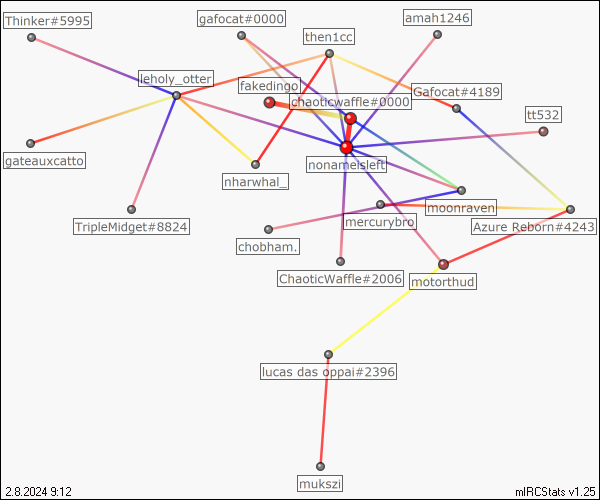 Thinker#5995
gafocat#0000
amah1246
then1cc
leholy_otter
fakedingo
Gafocat#4189
chaoticwaffle#0000
tt532
gateauxcatto
nonameisleft
nharwhal_
moonraven
mercurybro
TripleMidget#8824
Azure Reborn#4243
chobham.
ChaoticWaffle#2006
motorthud
lucas das oppai#2396
mukszi
2.8.2024 9:12
mIRCStats v1.25